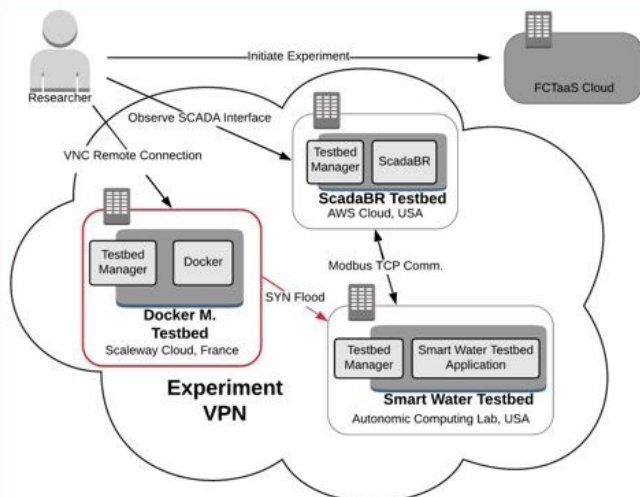 Initiate Experiment
Researcher
FCTaaS Cloud
Observe SCADA Interface
VNC Remote Connection
Testbed
Manager
ScadaBR
ScadaBR Testbed
AWS Cloud, USA
Modbus TCP Comm.
Testbed
Manager
Docker
SYN Flood
Docker M.
Testbed
Scaleway Cloud, France
Testbed
Manager
Smart Water Testbed
Application
Smart Water Testbed
Autonomic Computing Lab, USA
Experiment
VPN